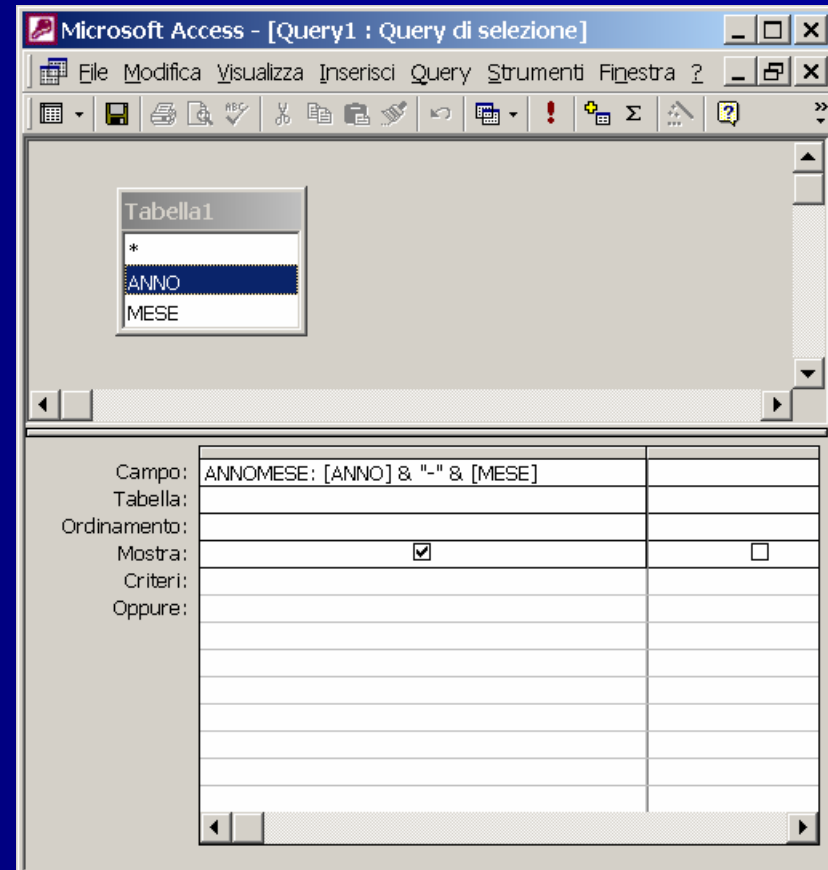 Microsoft Access - [Query1 : Query di selezione]
File Modifica Visualizza Inserisci Query Strumenti Finestra ?
Tabella1
*
ANNO
MESE
Campo: ANNOMESE: [ANNO] & "-" & [MESE]
Tabella:
Ordinamento:
Mostra:
Criteri:
Oppure: